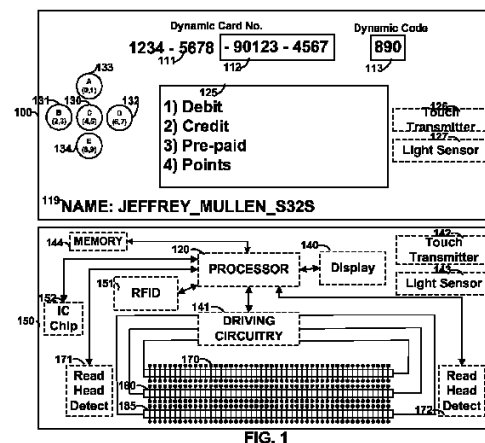 Dynamic Card No.
Dynamic Code
1234 - 5678 - 90123 - 4567
890
111
112
113
133
A
(0,1)
131
130
132
B
(2,3)
C
(4,5)
D
(6,7)
100
134
E
(8,9)
125
1) Debit
2) Credit
3) Pre-paid
4) Points
126
Touch
Transmitter
127
Light Sensor
119
NAME: JEFFREY_MULLEN_S32S
144
MEMORY
120
PROCESSOR
140
Display
142
Touch
Transmitter
143
Light Sensor
152
IC
Chip
151
RFID
150
141
DRIVING
CIRCUITRY
171
Read
Head
Detect
170
180
185
172
Read
Head
Detect
FIG. 1